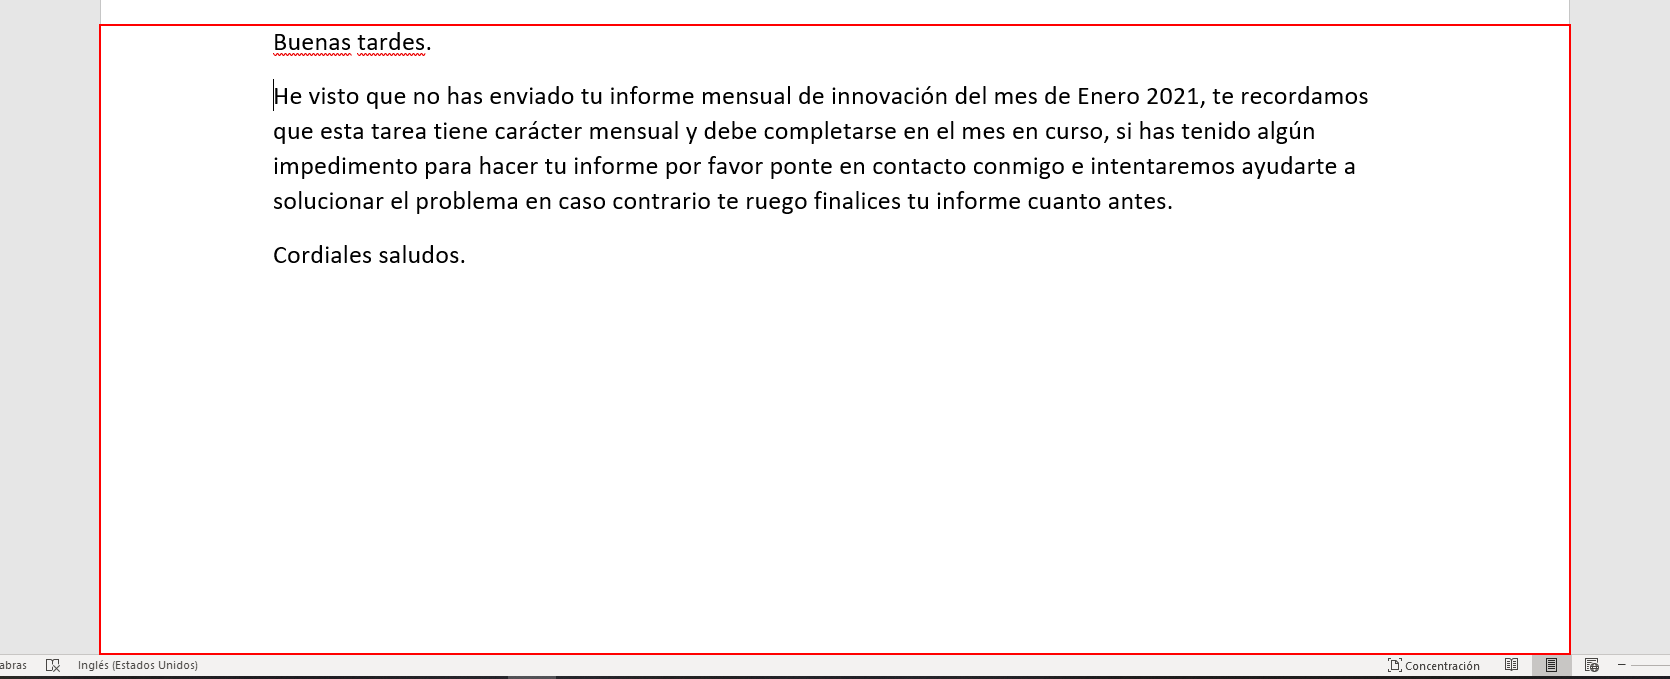 Buenas tardes.
He visto que no has enviado tu informe mensual de innovación del mes de Enero 2021, te recordamos
que esta tarea tiene carácter mensual y debe completarse en el mes en curso, si has tenido algún
impedimento para hacer tu informe por favor ponte en contacto conmigo e intentaremos ayudarte a
solucionar el problema en caso contrario te ruego finalices tu informe cuanto antes.
Cordiales saludos.
abras Inglés (Estados Unidos) Concentración